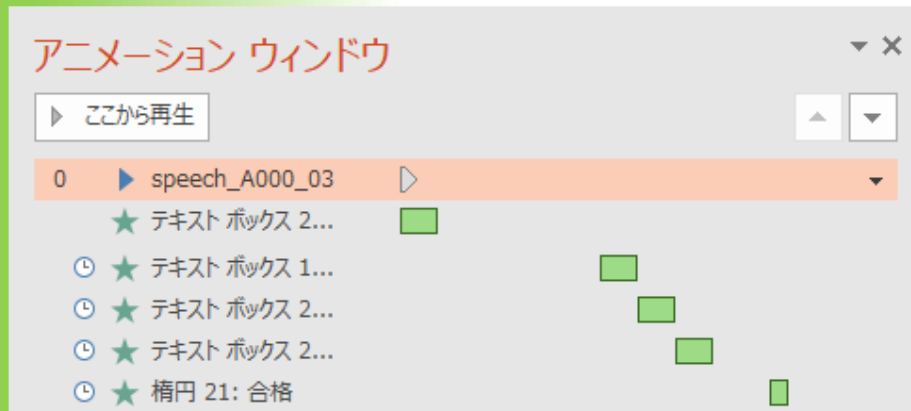 アニメーション ウィンドウ
ここから再生
0 speech_A000_03
テキスト ボックス 2...
テキスト ボックス 1...
テキスト ボックス 2...
テキスト ボックス 2...
楕円 21: 合格